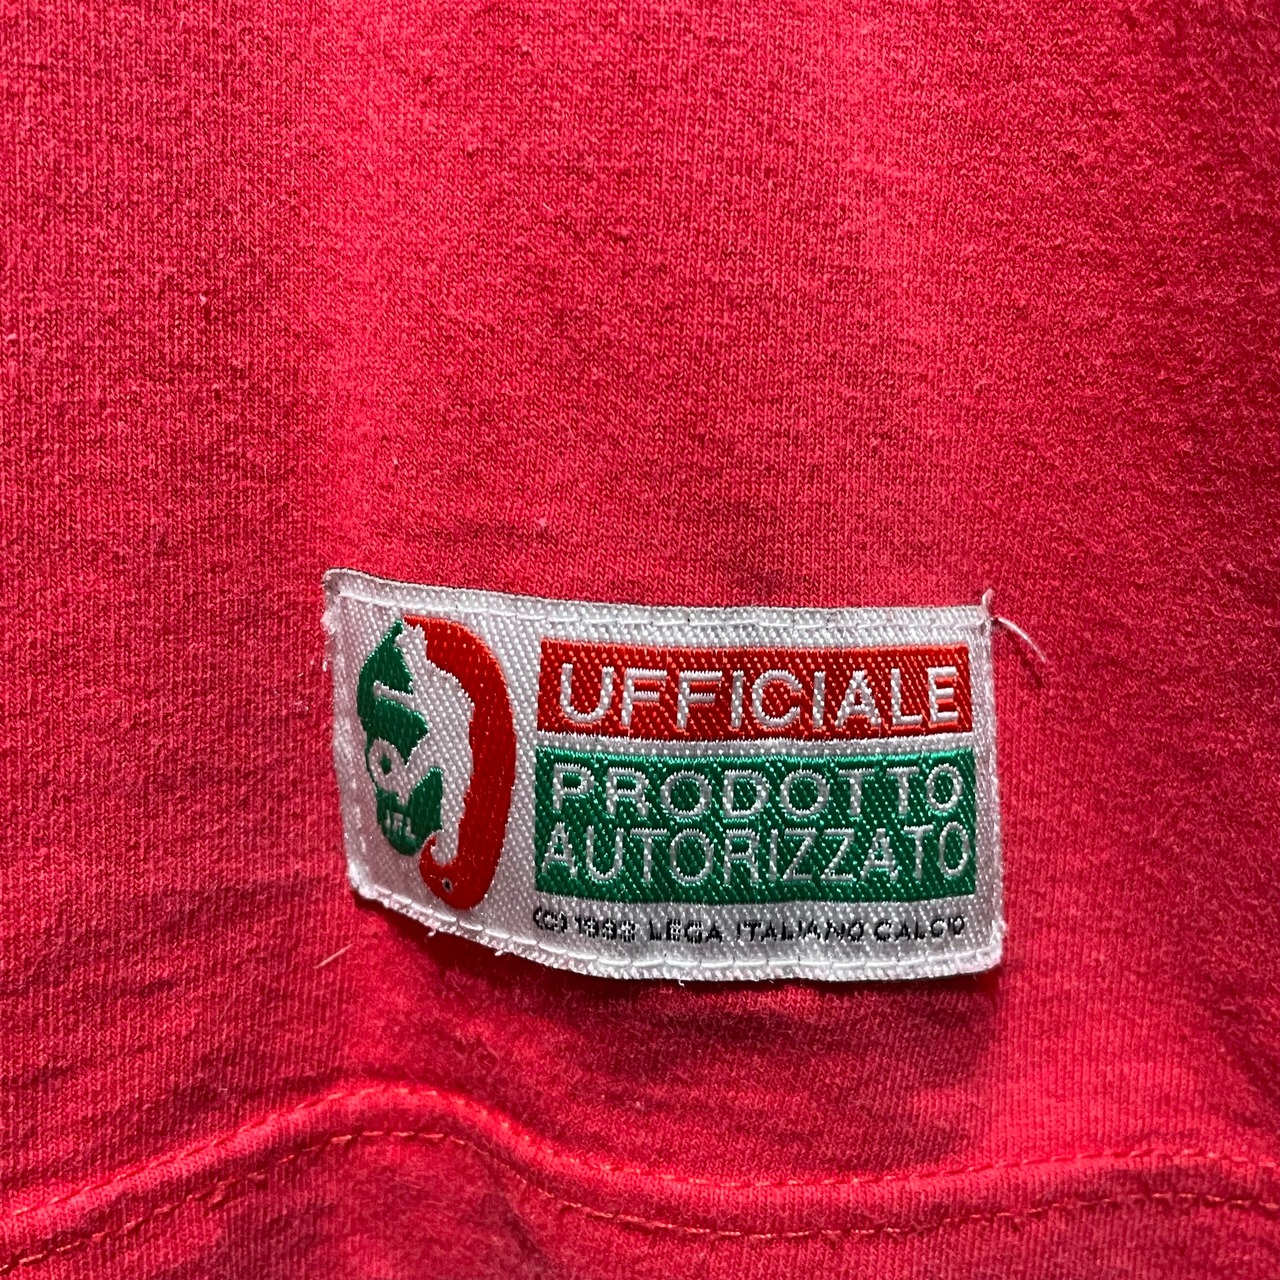 UFFICIALE
PRODOTTO
AUTORIZZATO
LEGA ITALIANO CALCIO